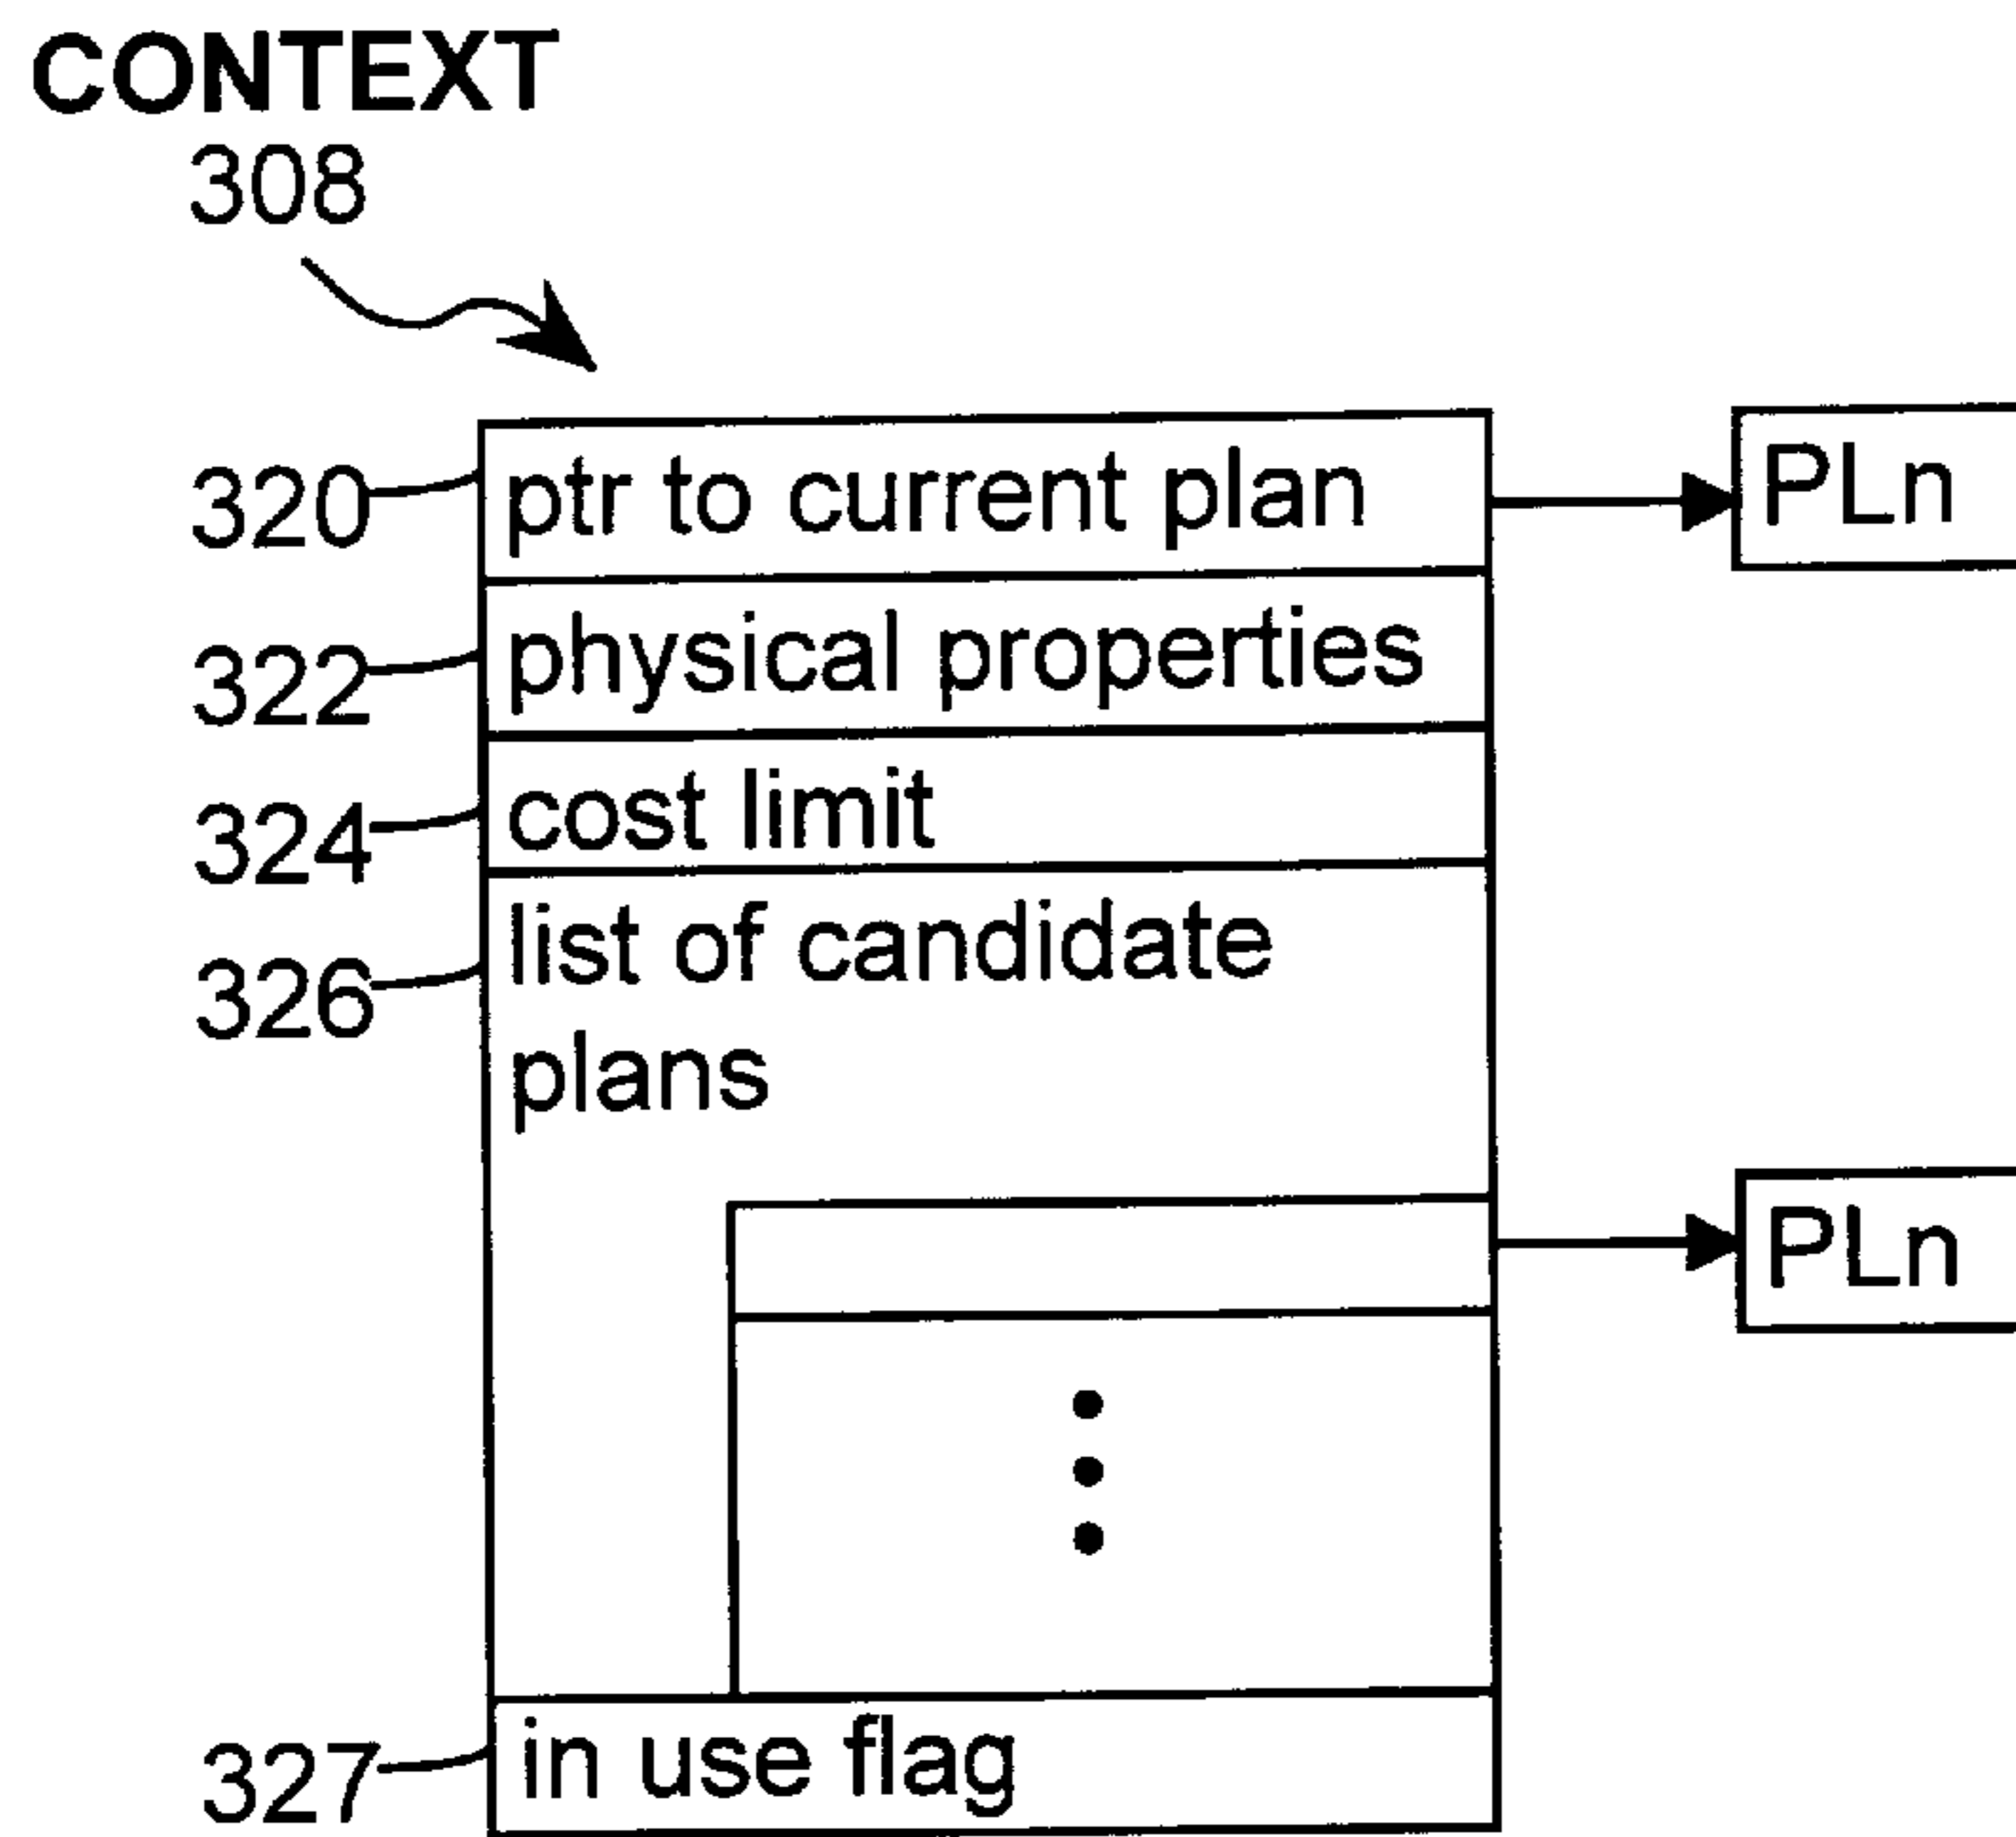 CONTEXT
308
320 ptr to current plan PLn
322 physical properties
324 cost limit
326 list of candidate
plans
PLn
327 in use flag